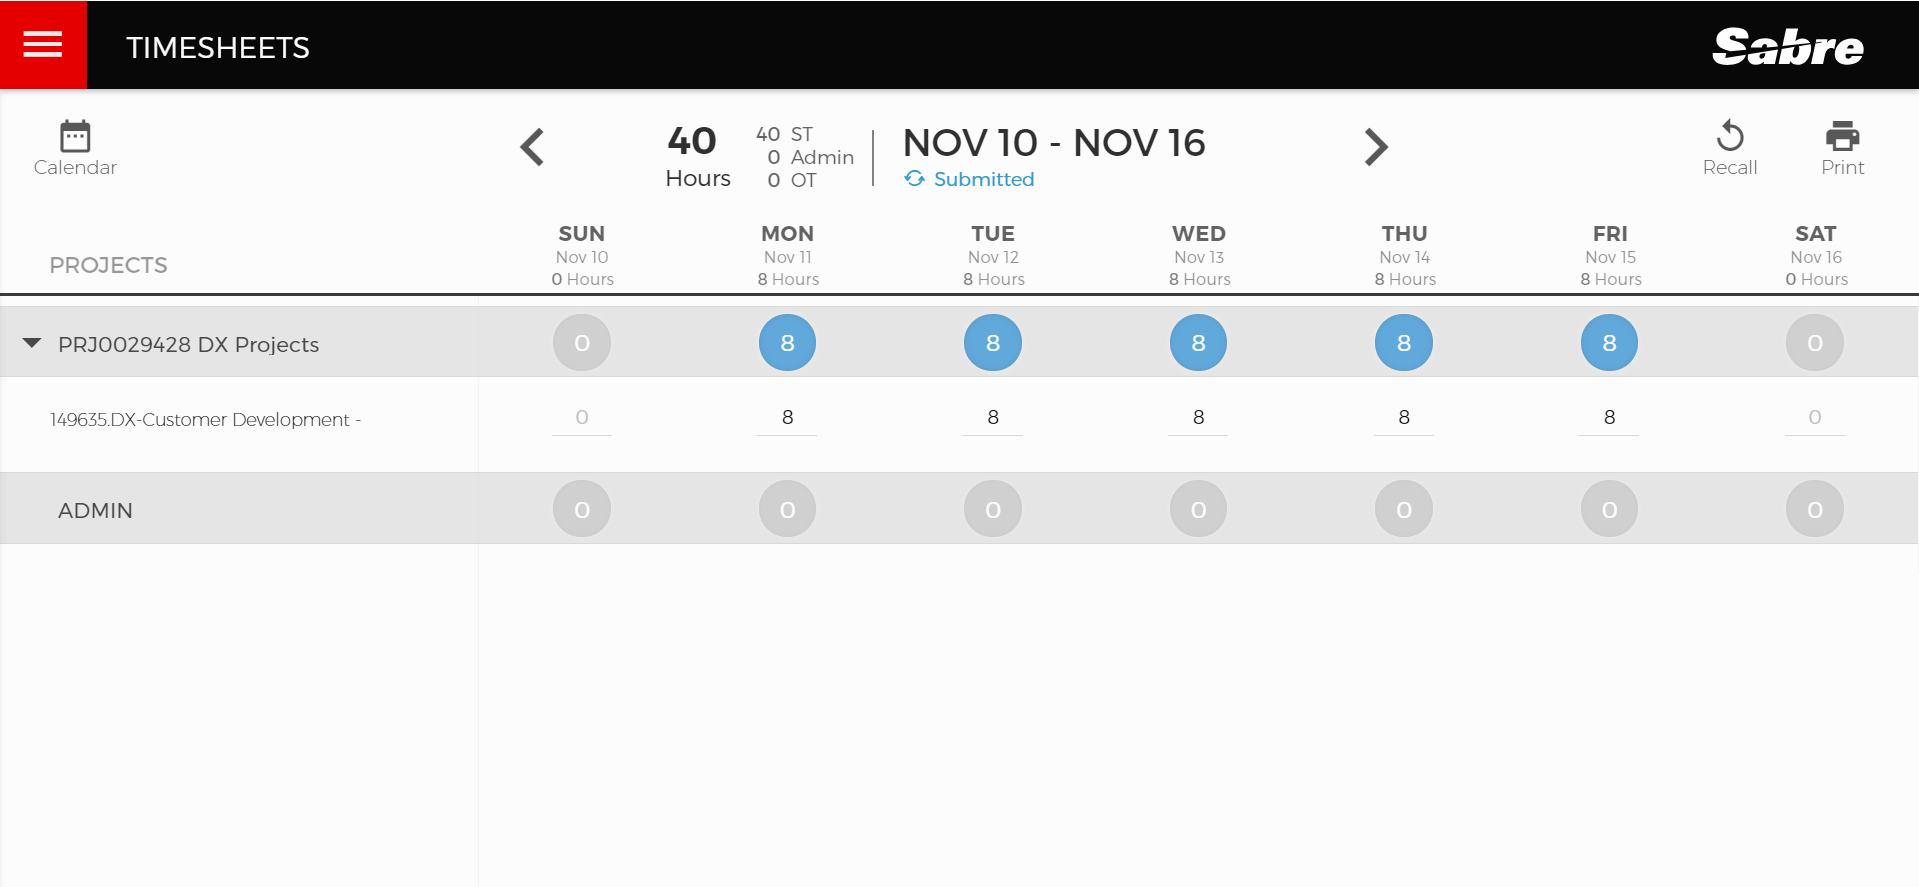 TIMESHEETS
Sabre
Calendar
40
Hours
40 ST
0 Admin
0 OT
NOV 10 - NOV 16
Submitted
Recall
Print
PROJECTS
SUN MON TUE WED THU FRI SAT
Nov 10 Nov 11 Nov 12 Nov 13 Nov 14 Nov 15 Nov 16
0 Hours 8 Hours 8 Hours 8 Hours 8 Hours 8 Hours 0 Hours
PRJ0029428 DX Projects 0 8 8 8 8 8 0
149635.DX-Customer Development - 0 8 8 8 8 8 0
ADMIN 0 0 0 0 0 0 0